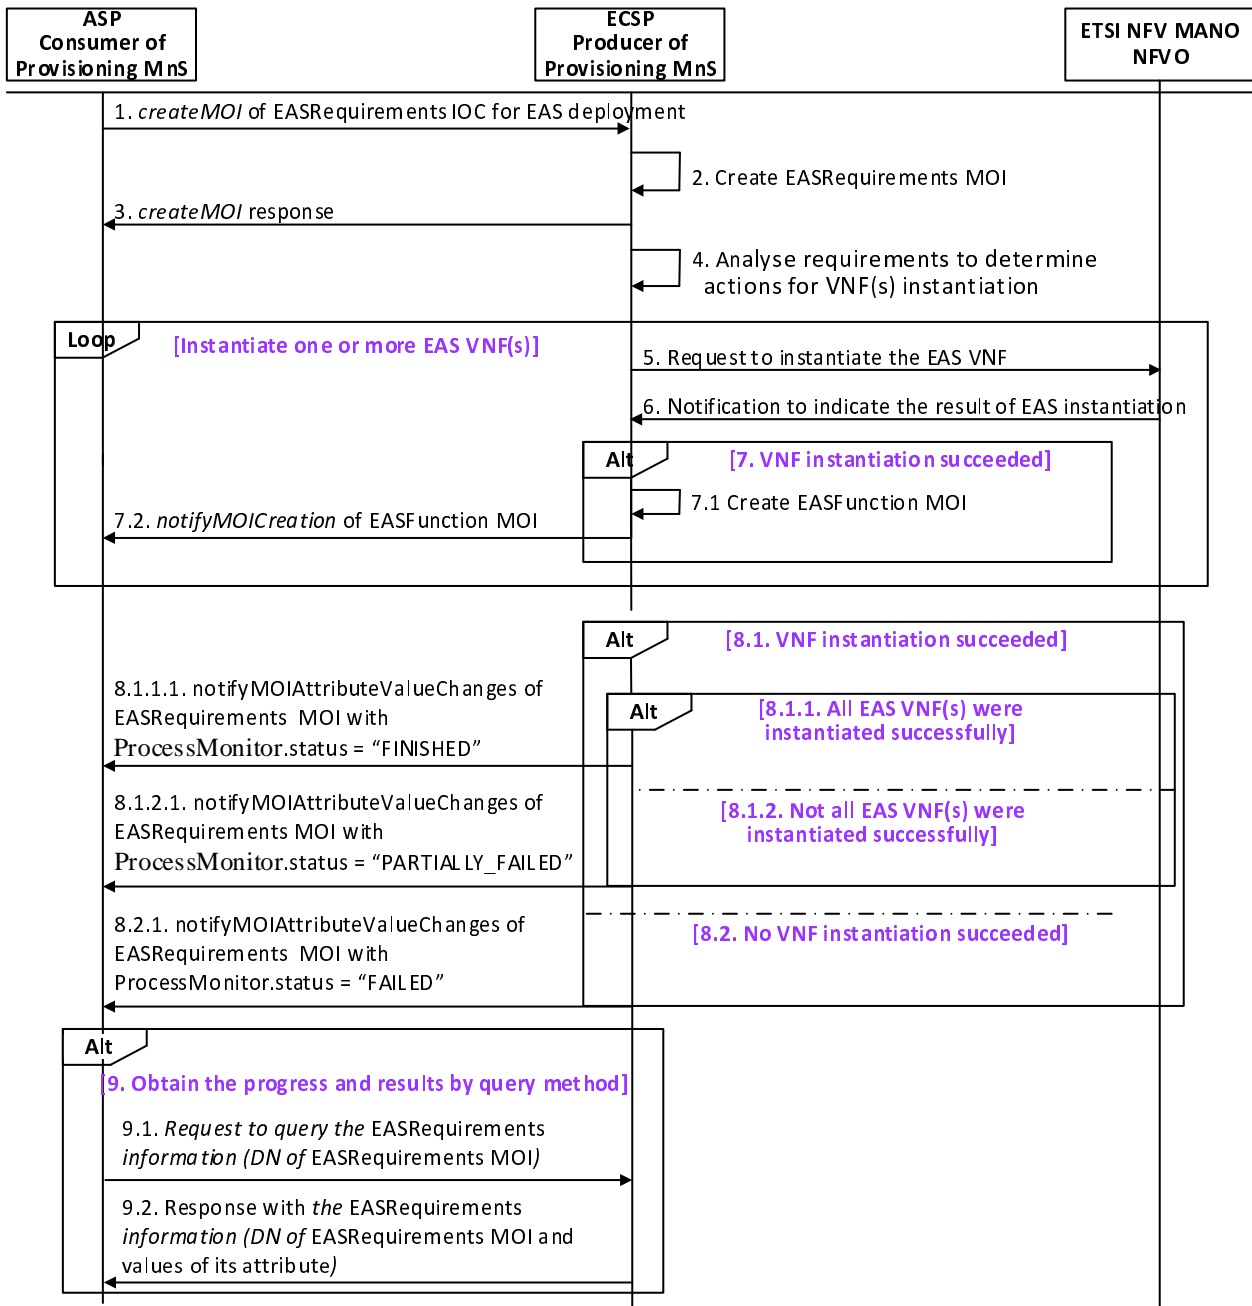 ASP
Consumer of
Provisioning MnS
ECSP
Producer of
Provisioning MnS
ETSI NFV MANO
NFVO
1. createMOI of EASRequirements IOC for EAS deployment
2. Create EASRequirements MOI
3. createMOI response
4. Analyse requirements to determine
actions for VNF(s) instantiation
Loop
[Instantiate one or more EAS VNF(s)]
5. Request to instantiate the EAS VNF
6. Notification to indicate the result of EAS instantiation
Alt
[7. VNF instantiation succeeded]
7.1 Create EASFunction MOI
7.2. notifyMOICreation of EASFunction MOI
Alt
[8.1. VNF instantiation succeeded]
8.1.1.1. notifyMOIAttributeValueChanges of
EASRequirements MOI with
ProcessMonitor.status = “FINISHED”
Alt
[8.1.1. All EAS VNF(s) were
instantiated successfully]
8.1.2.1. notifyMOIAttributeValueChanges of
EASRequirements MOI with
ProcessMonitor.status = “PARTIALLY_FAILED”
[8.1.2. Not all EAS VNF(s) were
instantiated successfully]
8.2.1. notifyMOIAttributeValueChanges of
EASRequirements MOI with
ProcessMonitor.status = “FAILED”
[8.2. No VNF instantiation succeeded]
Alt
[9. Obtain the progress and results by query method]
9.1. Request to query the EASRequirements
information (DN of EASRequirements MOI)
9.2. Response with the EASRequirements
information (DN of EASRequirements MOI and
values of its attribute)